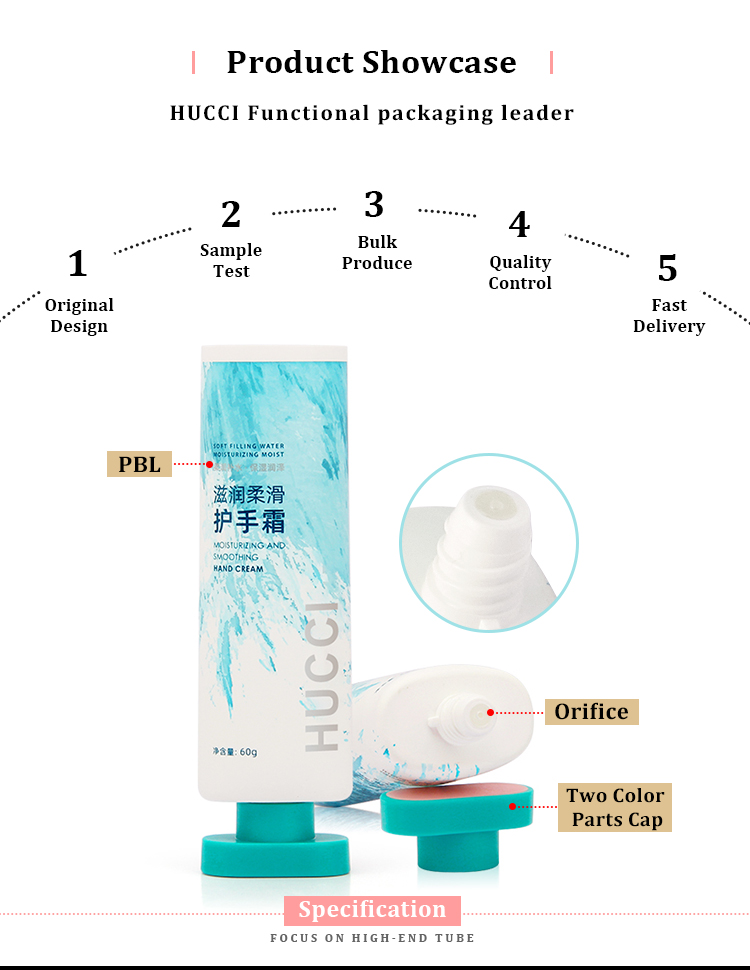 Product Showcase
HUCCI Functional packaging leader
1
Original
Design
2
Sample
Test
3
Bulk
Produce
4
Quality
Control
5
Fast
Delivery
PBL
SOFT FILLING WATER
MOISTURIZING MOIST
滋润柔滑
护手霜
MOISTURIZING AND
SMOOTHING
HAND CREAM
HUCCI
净含量: 60g
Orifice
Two Color
Parts Cap
Specification
FOCUS ON HIGH-END TUBE